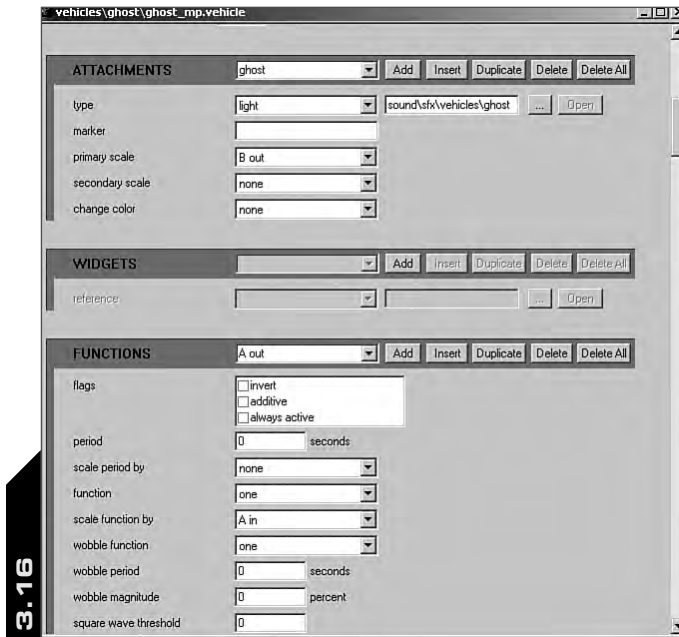 vehicles\ghost\ghost_mp.vehicle
ATTACHMENTS ghost Add Insert Duplicate Delete Delete All
type light sound\sfx\vehicles\ghost ... Open
marker
primary scale B out
secondary scale none
change color none
WIDGETS Add Insert Duplicate Delete Delete All
reference ... Open
FUNCTIONS A out Add Insert Duplicate Delete Delete All
flags invert
additive
always active
period 0 seconds
scale period by none
function one
scale function by A in
wobble function one
wobble period 0 seconds
wobble magnitude 0 percent
square wave threshold 0
3.16